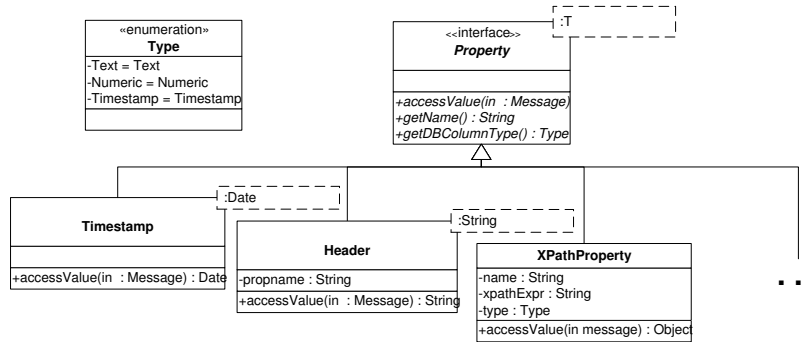 «enumeration»
Type
-Text = Text
-Numeric = Numeric
-Timestamp = Timestamp
:T
<<interface>>
Property
+accessValue(in : Message)
+getName() : String
+getDBColumnType() : Type
:Date
Timestamp
+accessValue(in : Message) : Date
:String
Header
-propname : String
+accessValue(in : Message) : String
XPathProperty
-name : String
-xpathExpr : String
-type : Type
+accessValue(in message) : Object
. .